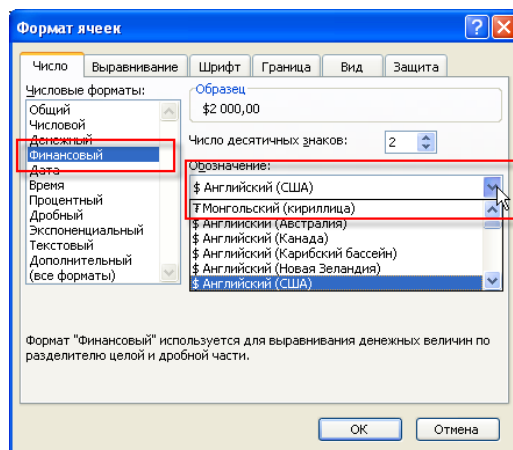 Формат ячеек
Число Выравнивание Шрифт Граница Вид Защита
Числовые форматы:
Общий
Числовой
Денежный
Финансовый
Дата
Время
Процентный
Дробный
Экспоненциальный
Текстовый
Дополнительный
(все форматы)
Образец
$2 000,00
Число десятичных знаков: 2
Обозначение:
$ Английский (США)
₮ Монгольский (кириллица)
$ Английский (Австралия)
$ Английский (Канада)
$ Английский (Карибский бассейн)
$ Английский (Новая Зеландия)
$ Английский (США)
Формат "Финансовый" используется для выравнивания денежных величин по
разделителю целой и дробной части.
ОК Отмена